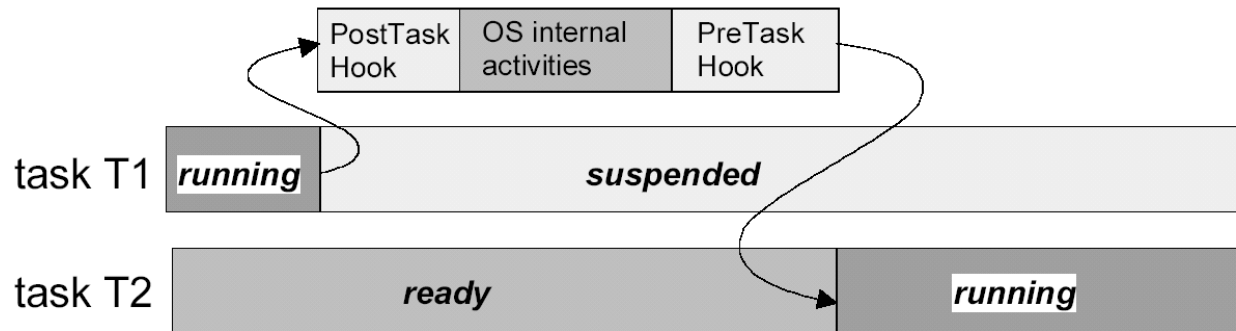 PostTask
Hook
OS internal
activities
PreTask
Hook
task T1
running
suspended
task T2
ready
running